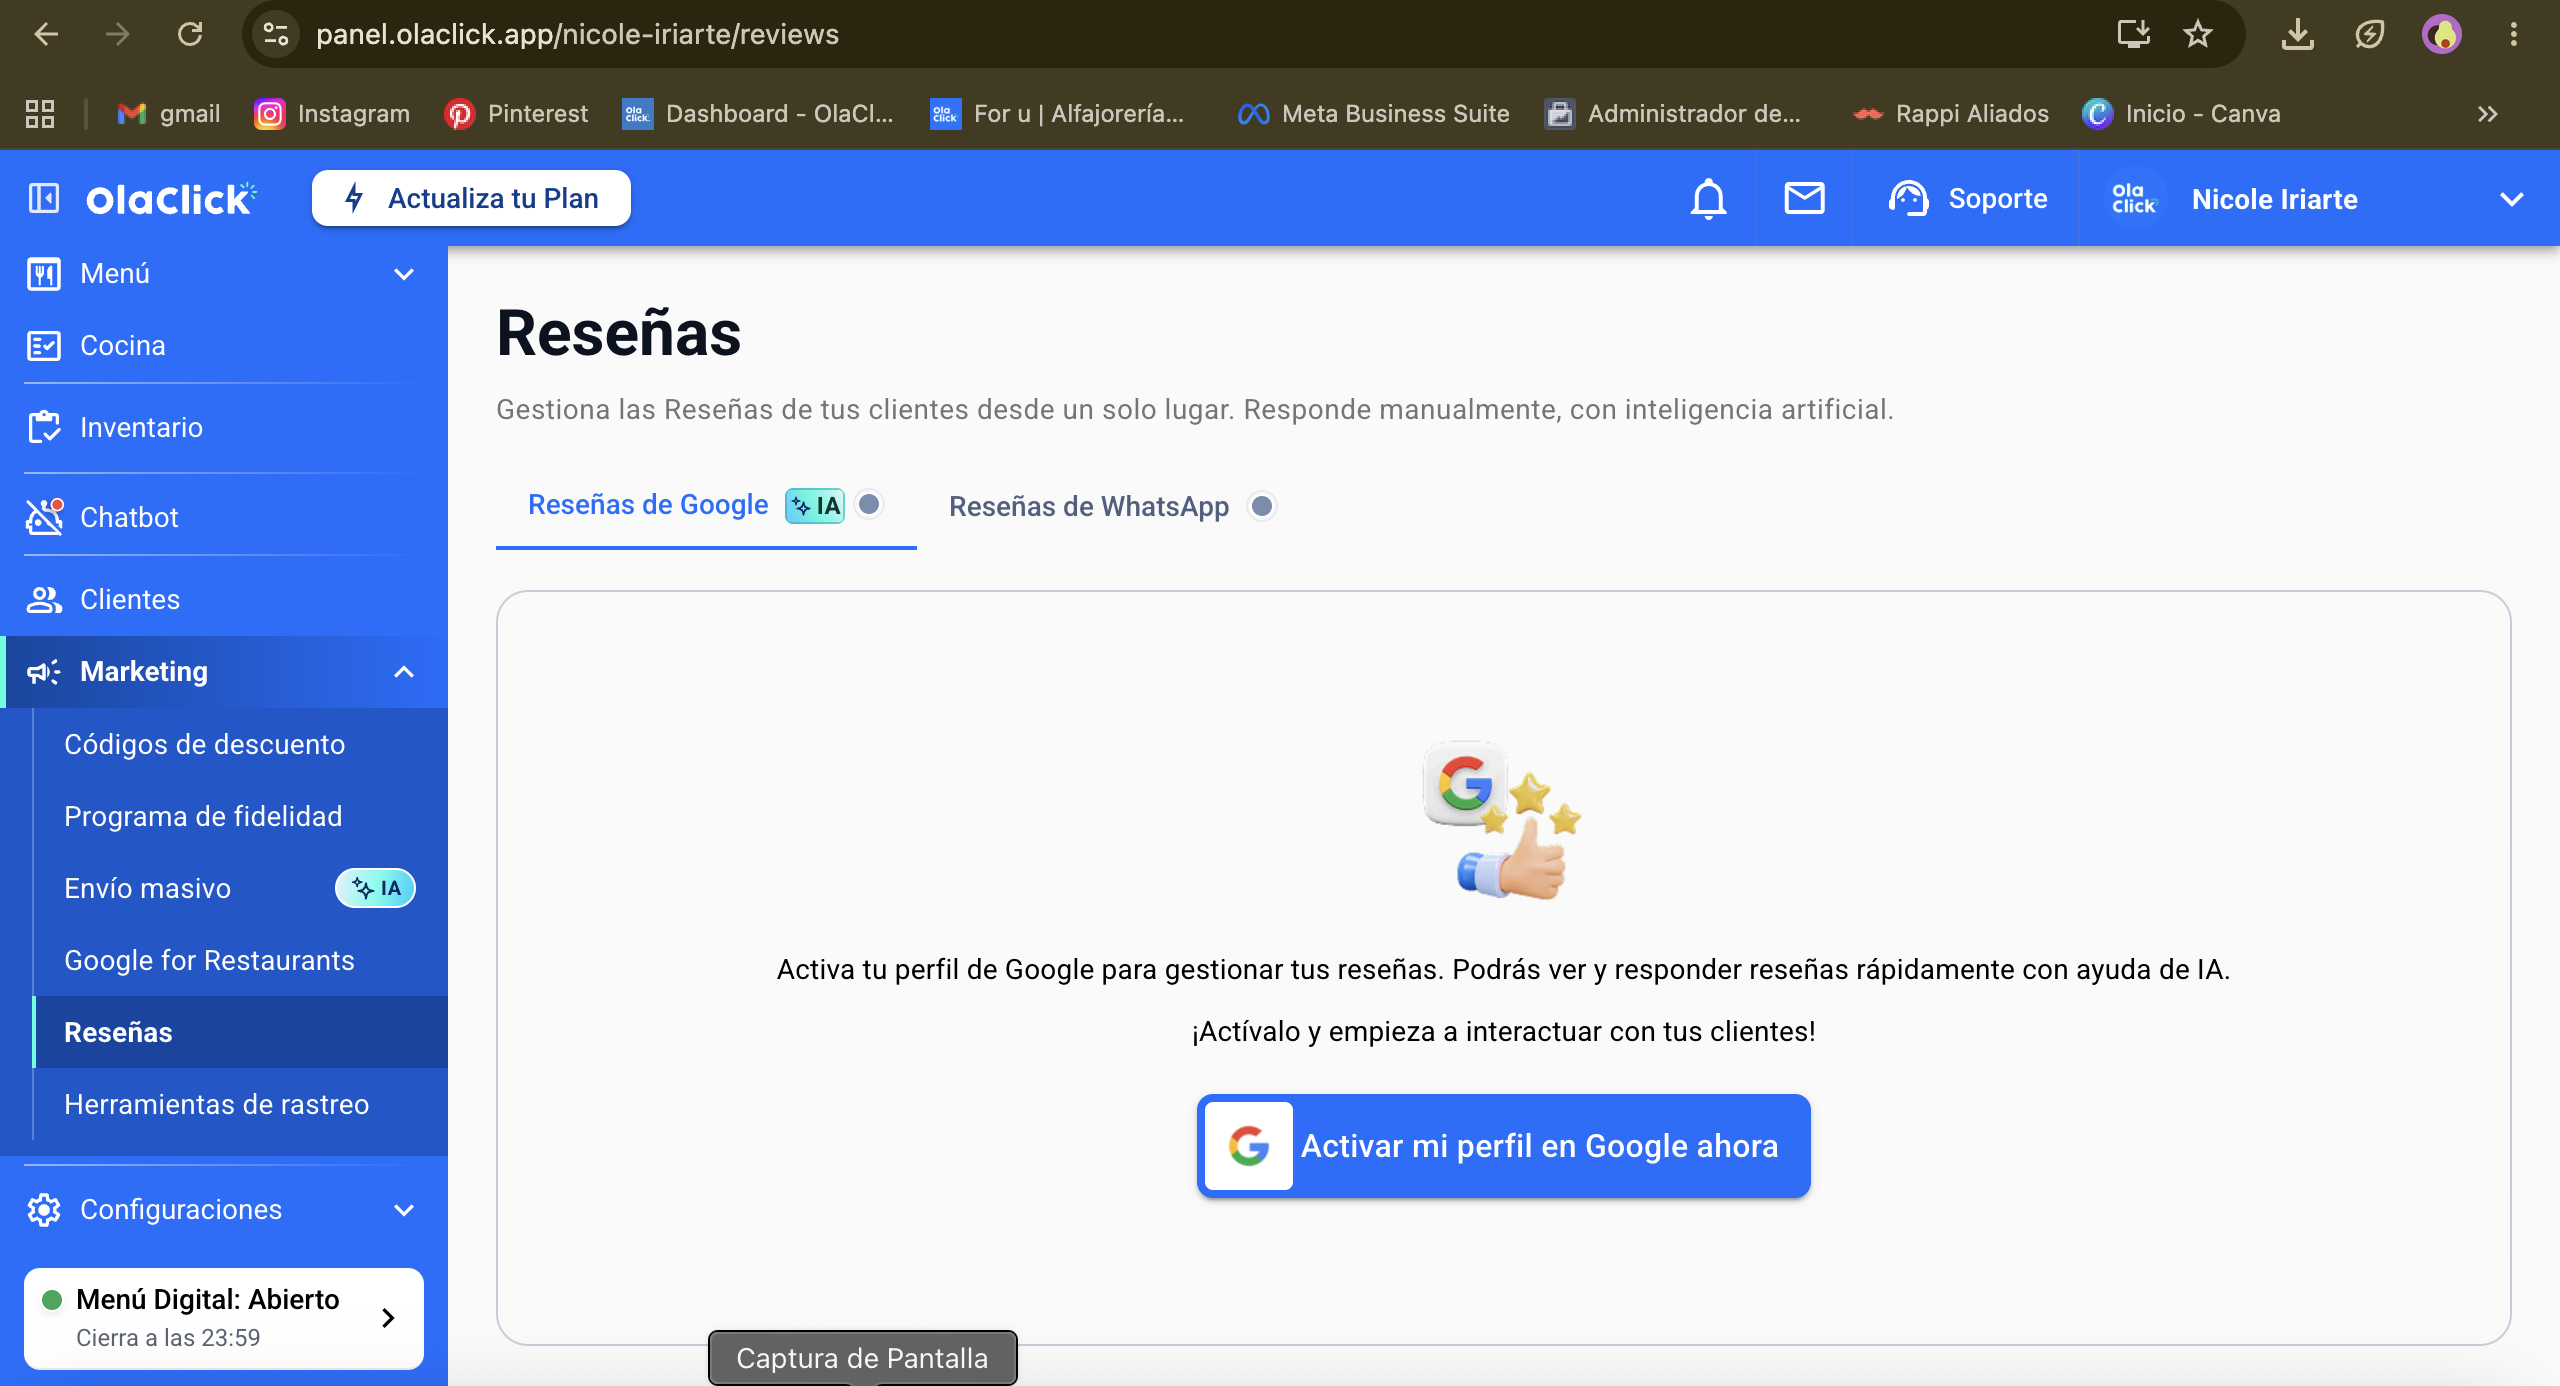 panel.olaclick.app/nicole-iriarte/reviews
gmail
Instagram
Pinterest
Dashboard - OlaCl...
For u | Alfajorería...
Meta Business Suite
Administrador de...
Rappi Aliados
Inicio - Canva
olaclick
Actualiza tu Plan
Soporte
Ola Click
Nicole Iriarte
Menú
Cocina
Inventario
Chatbot
Clientes
Marketing
Códigos de descuento
Programa de fidelidad
Envío masivo IA
Google for Restaurants
Reseñas
Herramientas de rastreo
Configuraciones
Menú Digital: Abierto
Cierra a las 23:59
Reseñas
Gestiona las Reseñas de tus clientes desde un solo lugar. Responde manualmente, con inteligencia artificial.
Reseñas de Google IA
Reseñas de WhatsApp
Activa tu perfil de Google para gestionar tus reseñas. Podrás ver y responder reseñas rápidamente con ayuda de IA.
¡Actívalo y empieza a interactuar con tus clientes!
Activar mi perfil en Google ahora
Captura de Pantalla